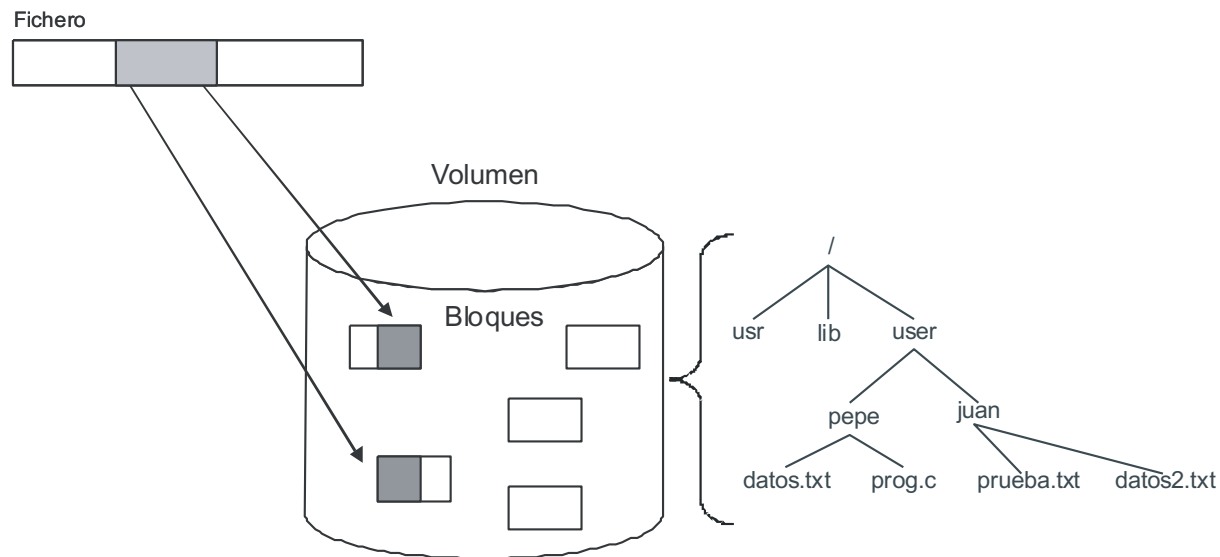 Fichero
Volumen
Bloques
/
usr lib user
pepe juan
datos.txt prog.c prueba.txt datos2.txt